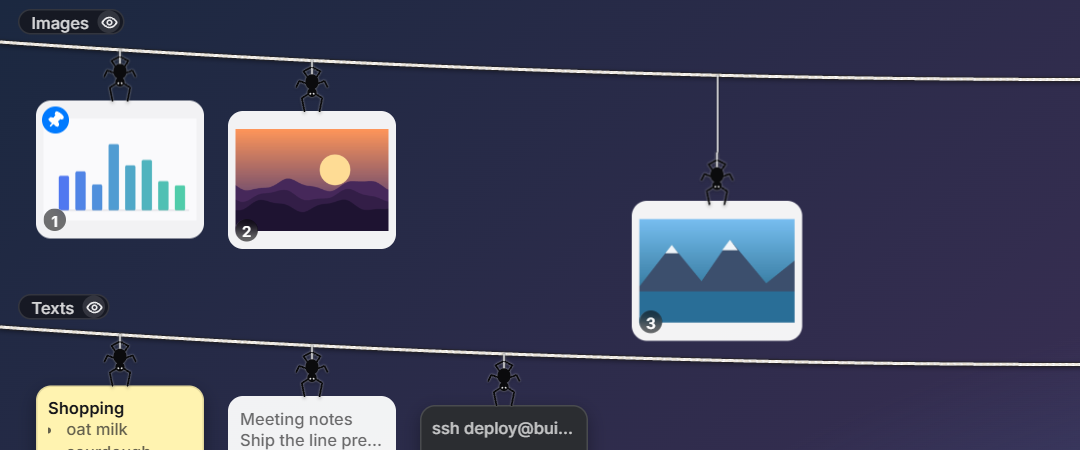 Images
1
2
3
Texts
Shopping
oat milk
Meeting notes
Ship the line pre...
ssh deploy@bui...